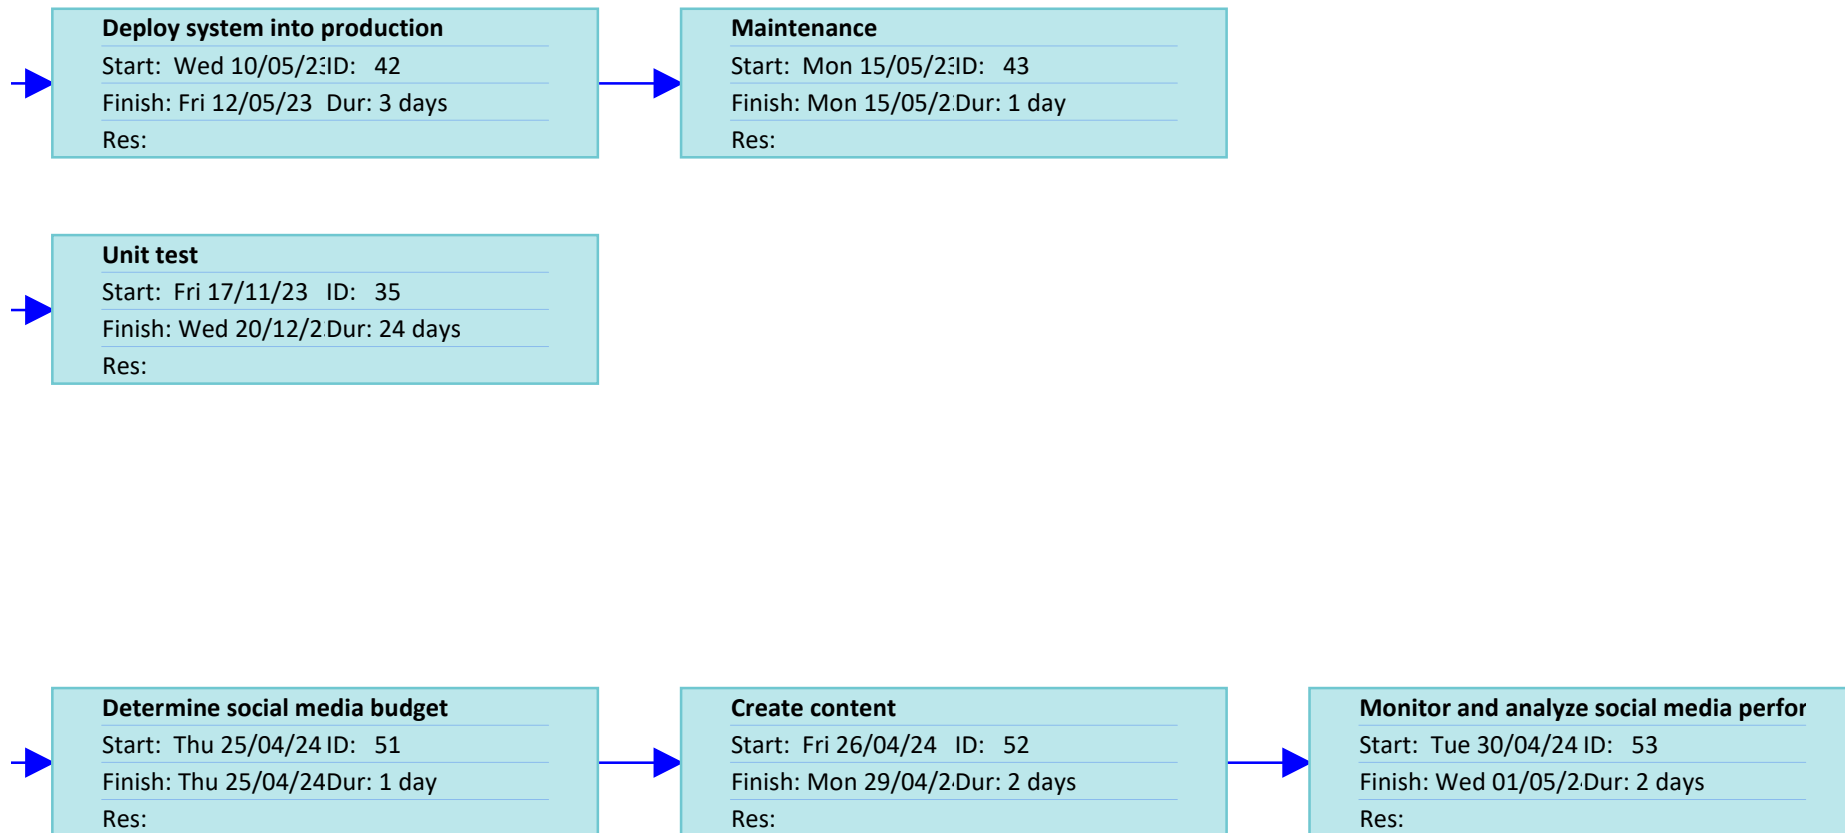 Deploy system into production
Start: Wed 10/05/23 ID: 42
Finish: Fri 12/05/23 Dur: 3 days
Res:
Maintenance
Start: Mon 15/05/23 ID: 43
Finish: Mon 15/05/2 Dur: 1 day
Res:
Unit test
Start: Fri 17/11/23 ID: 35
Finish: Wed 20/12/2 Dur: 24 days
Res:
Determine social media budget
Start: Thu 25/04/24 ID: 51
Finish: Thu 25/04/24 Dur: 1 day
Res:
Create content
Start: Fri 26/04/24 ID: 52
Finish: Mon 29/04/2 Dur: 2 days
Res:
Monitor and analyze social media perfor
Start: Tue 30/04/24 ID: 53
Finish: Wed 01/05/2 Dur: 2 days
Res: